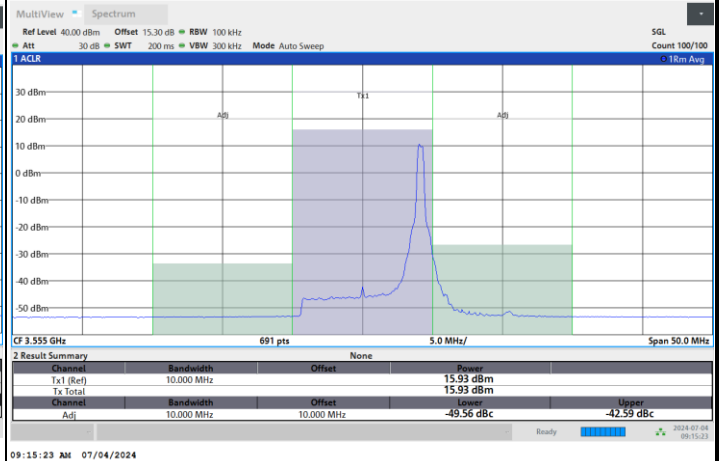 MultiView Spectrum
Ref Level 40.00 dBm Offset 15.30 dB RBW 100 kHz SGL
Att 30 dB SWT 200 ms VBW 300 kHz Mode Auto Sweep Count 100/100
1 ACLR 1Rm Avg
30 dBm
Tx1
20 dBm
Adj Adj
10 dBm
0 dBm
-10 dBm
-20 dBm
-30 dBm
-40 dBm
-50 dBm
CF 3.555 GHz 691 pts 5.0 MHz/ Span 50.0 MHz
2 Result Summary None
Channel Bandwidth Offset Power
Tx1 (Ref) 10.000 MHz 15.93 dBm
Tx Total 15.93 dBm
Channel Bandwidth Offset Lower Upper
Adj 10.000 MHz 10.000 MHz -49.56 dBc -42.59 dBc
Ready 2024-07-04
09:15:23
09:15:23 AM 07/04/2024